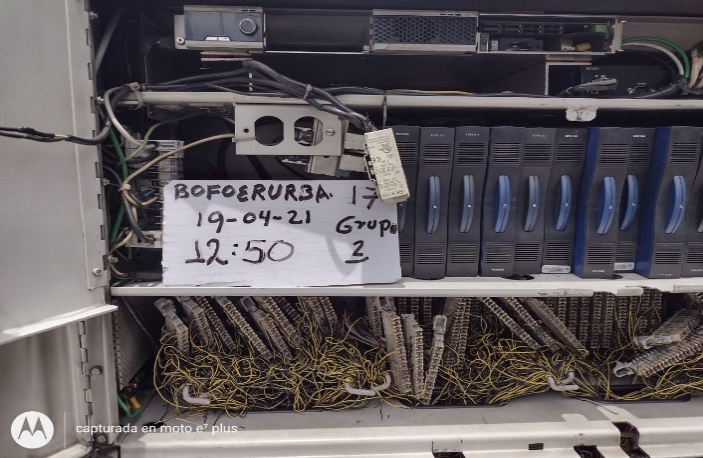 BOFOERURBA. 17
19-04-21 Grupo
12:50 2
capturada en moto e⁷ plus